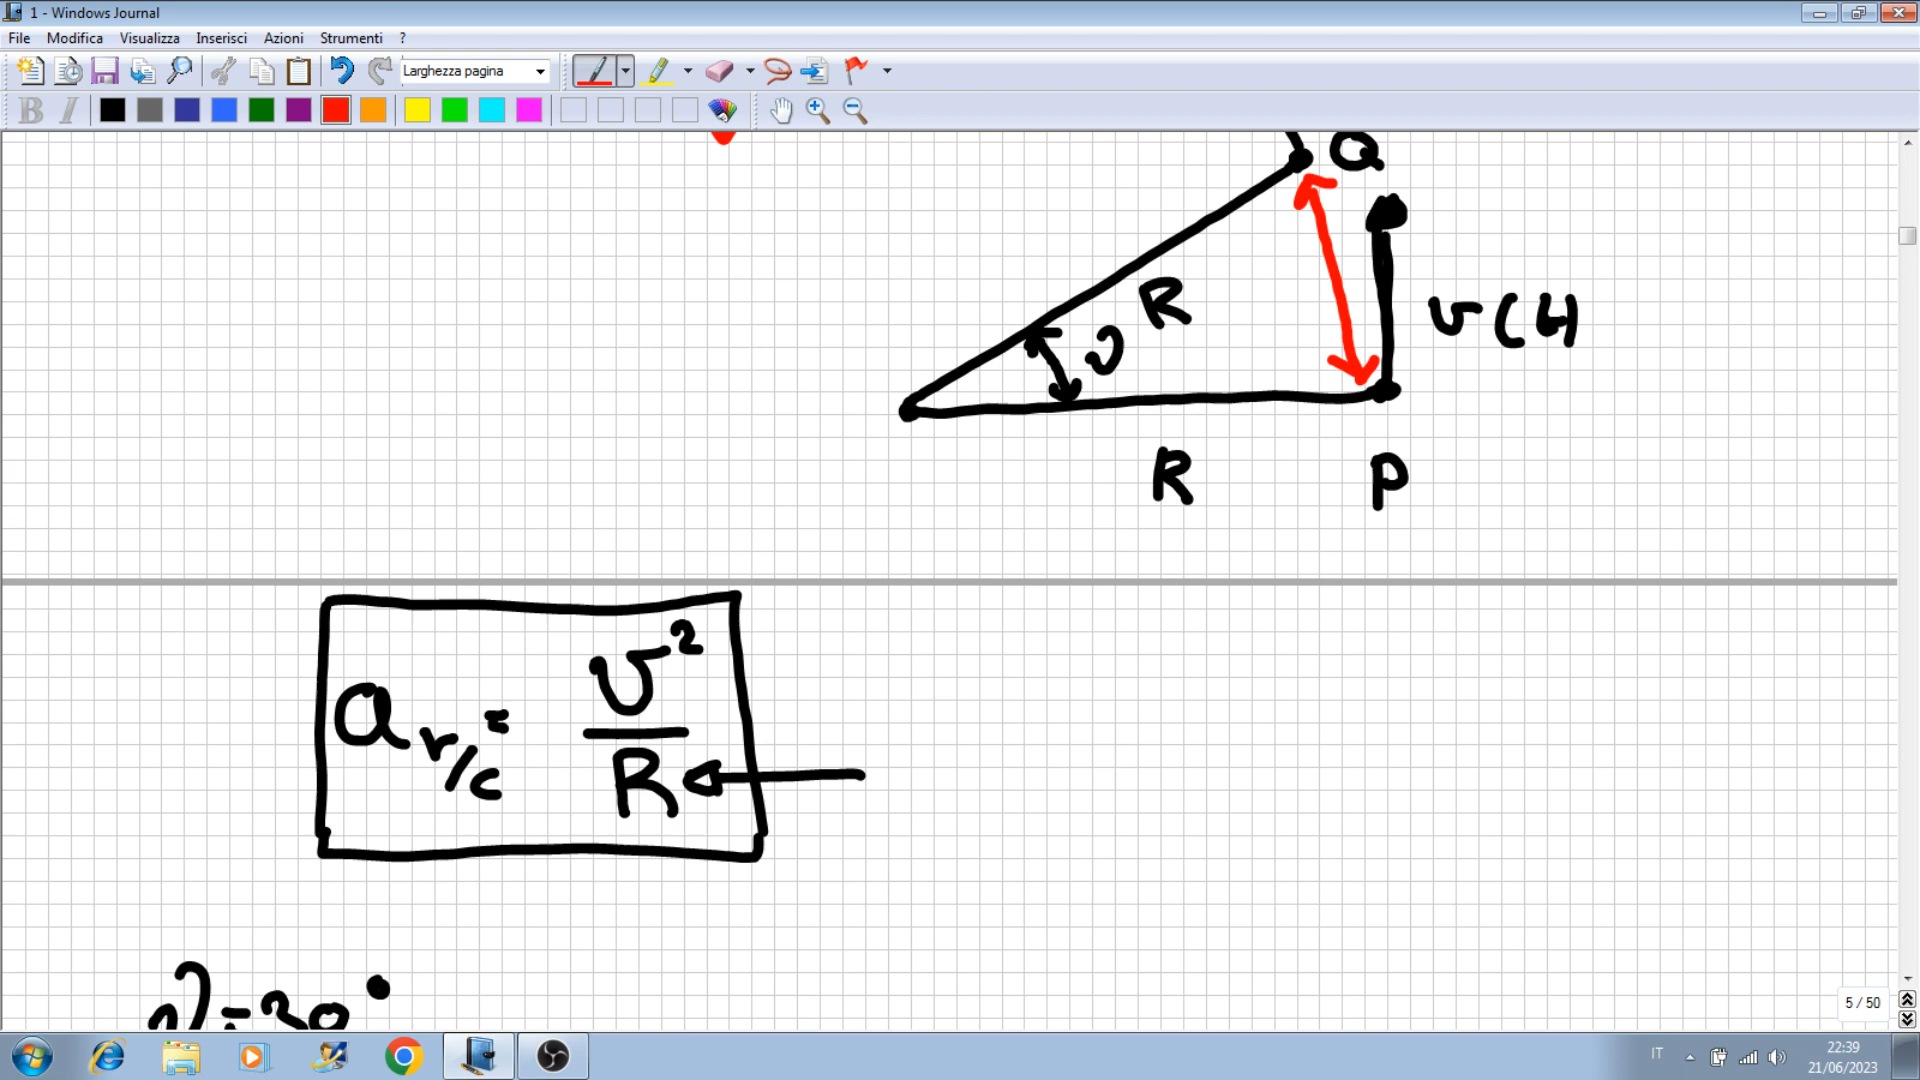 1 - Windows Journal
File Modifica Visualizza Inserisci Azioni Strumenti ?
Larghezza pagina
B I
Q
R
ϑ
v(t)
R
P
a r/c = v²/R
ϑ=30°
5 / 50
IT
22:39
21/06/2023